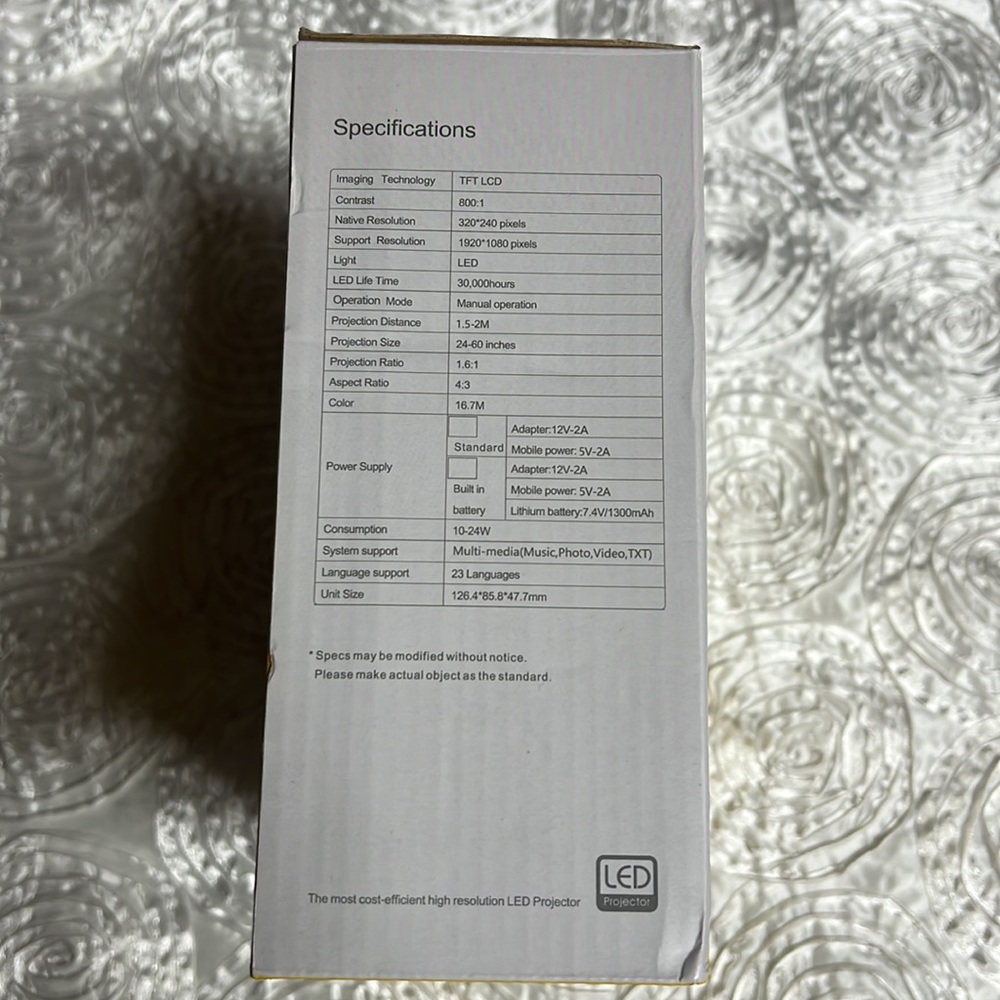 Specifications
Imaging Technology TFT LCD
Contrast 800:1
Native Resolution 320*240 pixels
Support Resolution 1920*1080 pixels
Light LED
LED Life Time 30,000hours
Operation Mode Manual operation
Projection Distance 1.5-2M
Projection Size 24-60 inches
Projection Ratio 1.6:1
Aspect Ratio 4:3
Color 16.7M
Power Supply
Standard
Adapter:12V-2A
Mobile power: 5V-2A
Built in
battery
Adapter:12V-2A
Mobile power: 5V-2A
Lithium battery:7.4V/1300mAh
Consumption 10-24W
System support Multi-media(Music,Photo,Video,TXT)
Language support 23 Languages
Unit Size 126.4*85.8*47.7mm
* Specs may be modified without notice.
Please make actual object as the standard.
The most cost-efficient high resolution LED Projector
LED
Projector